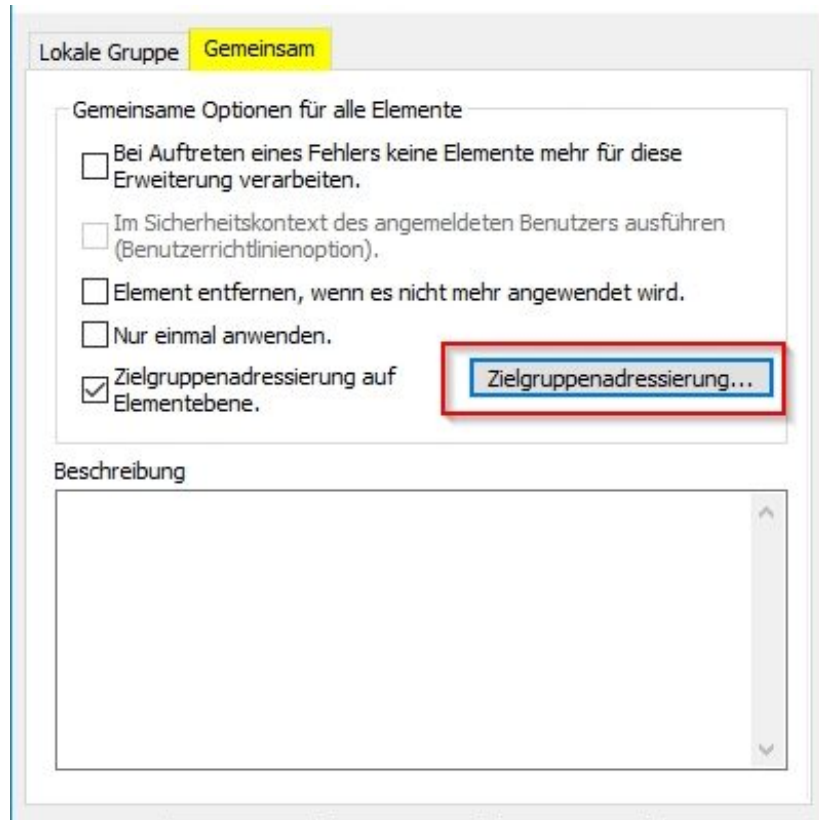 Lokale Gruppe Gemeinsam
Gemeinsame Optionen für alle Elemente
Bei Auftreten eines Fehlers keine Elemente mehr für diese
Erweiterung verarbeiten.
Im Sicherheitskontext des angemeldeten Benutzers ausführen
(Benutzerrichtlinienoption).
Element entfernen, wenn es nicht mehr angewendet wird.
Nur einmal anwenden.
Zielgruppenadressierung auf
Elementebene.
Zielgruppenadressierung...
Beschreibung